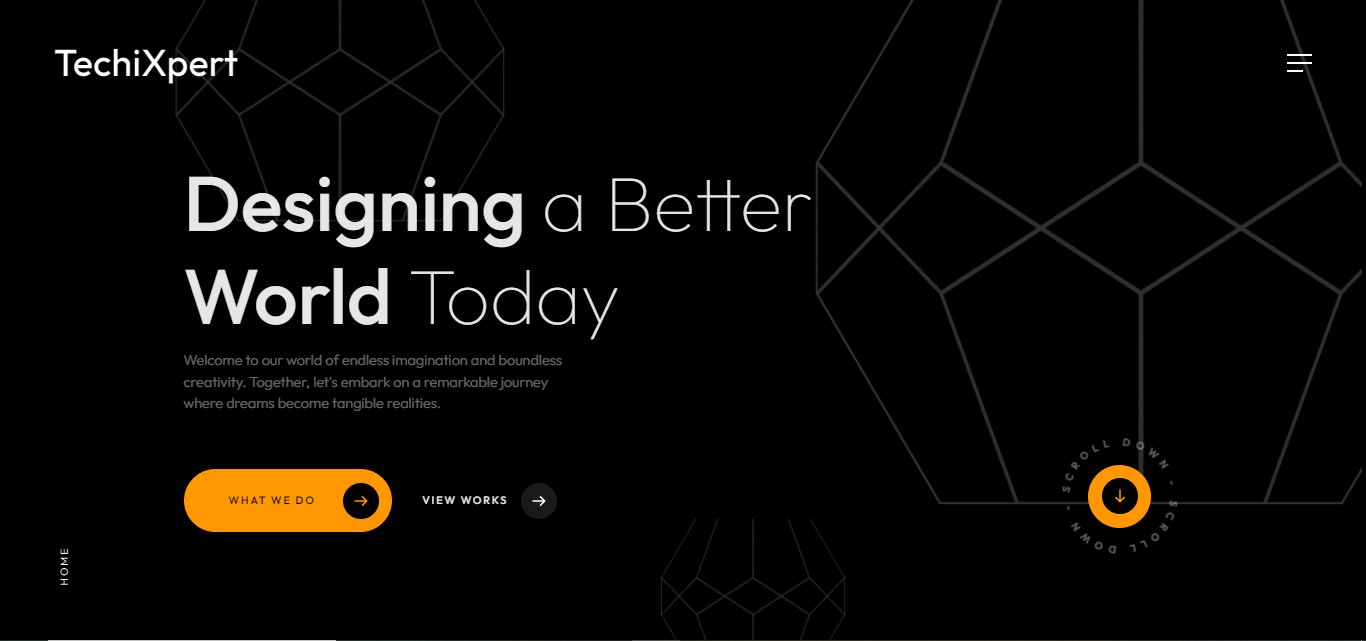 TechiXpert
Designing a Better
World Today
Welcome to our world of endless imagination and boundless
creativity. Together, let's embark on a remarkable journey
where dreams become tangible realities.
WHAT WE DO
VIEW WORKS
SCROLL DOWN - SCROLL DOWN -
HOME